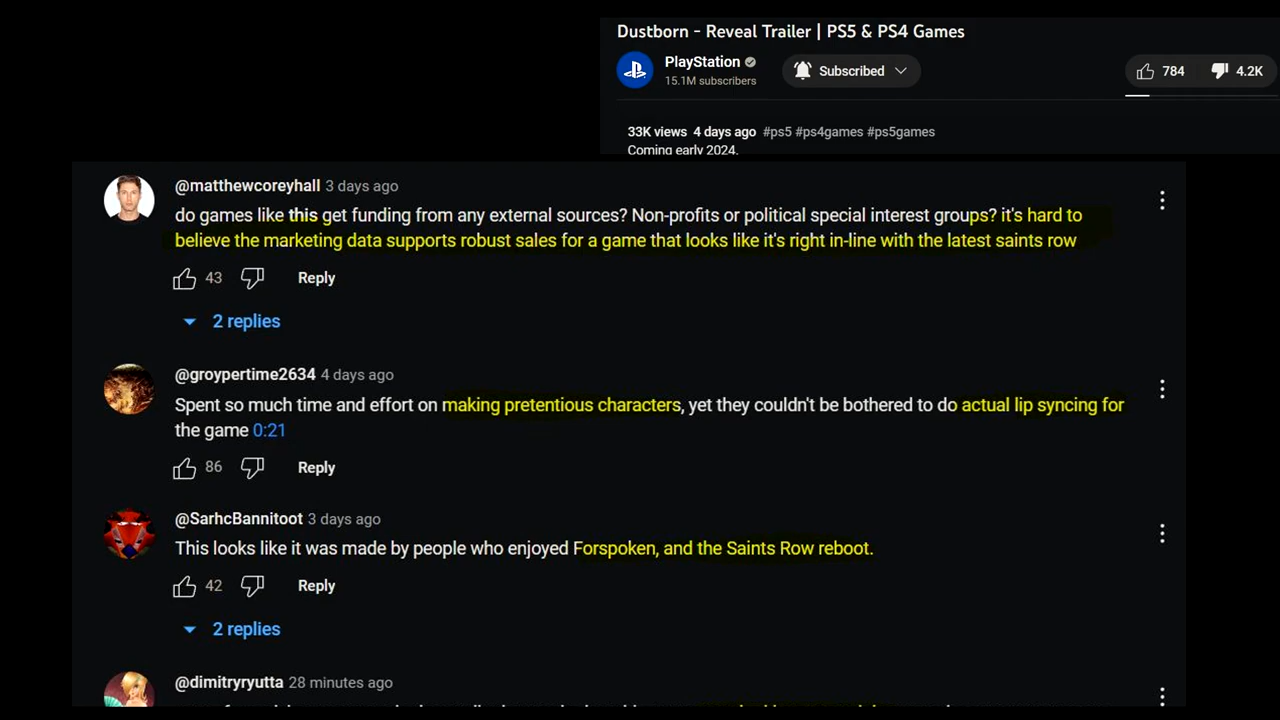 Dustborn - Reveal Trailer | PS5 & PS4 Games
PlayStation
15.1M subscribers
Subscribed
784
4.2K
33K views 4 days ago #ps5 #ps4games #ps5games
Coming early 2024.
@matthewcoreyhall 3 days ago
do games like this get funding from any external sources? Non-profits or political special interest groups? it's hard to
believe the marketing data supports robust sales for a game that looks like it's right in-line with the latest saints row
43 Reply
2 replies
@groypertime2634 4 days ago
Spent so much time and effort on making pretentious characters, yet they couldn't be bothered to do actual lip syncing for
the game 0:21
86 Reply
@SarhcBannitoot 3 days ago
This looks like it was made by people who enjoyed Forspoken, and the Saints Row reboot.
42 Reply
2 replies
@dimitryryutta 28 minutes ago